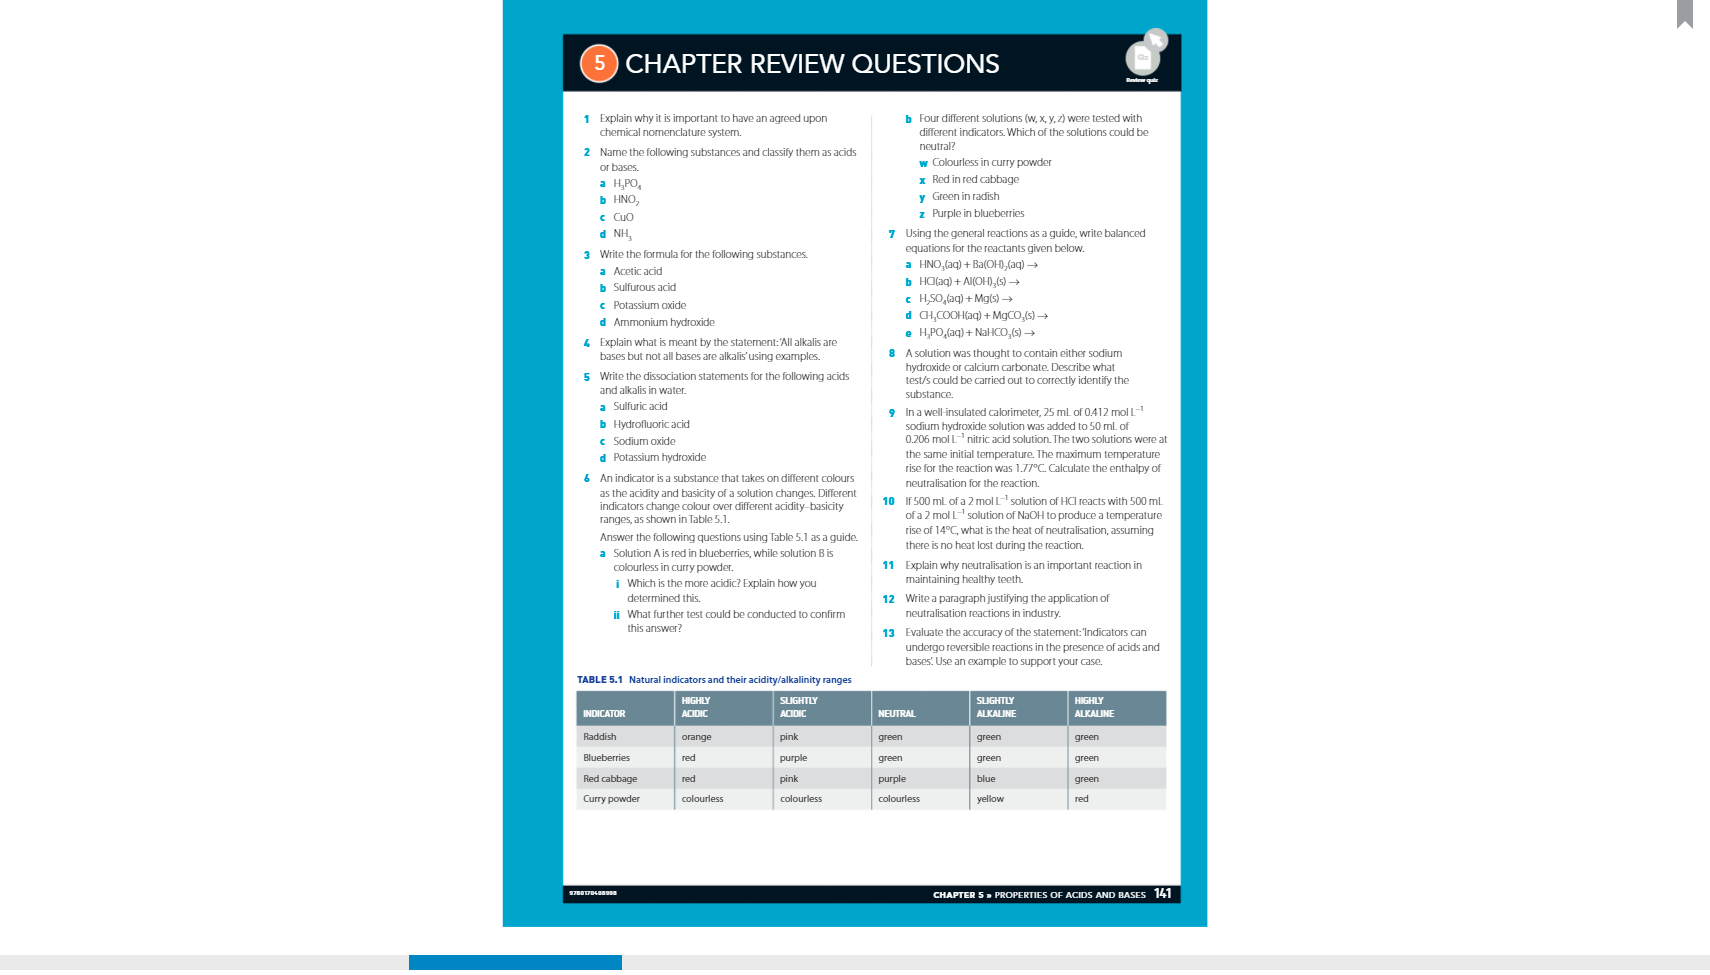 5 CHAPTER REVIEW QUESTIONS
Review quiz
1 Explain why it is important to have an agreed upon
chemical nomenclature system.
2 Name the following substances and classify them as acids
or bases.
a H₃PO₄
b HNO₂
c CuO
d NH₃
3 Write the formula for the following substances.
a Acetic acid
b Sulfurous acid
c Potassium oxide
d Ammonium hydroxide
4 Explain what is meant by the statement: 'All alkalis are
bases but not all bases are alkalis' using examples.
5 Write the dissociation statements for the following acids
and alkalis in water.
a Sulfuric acid
b Hydrofluoric acid
c Sodium oxide
d Potassium hydroxide
6 An indicator is a substance that takes on different colours
as the acidity and basicity of a solution changes. Different
indicators change colour over different acidity–basicity
ranges, as shown in Table 5.1.
Answer the following questions using Table 5.1 as a guide.
a Solution A is red in blueberries, while solution B is
colourless in curry powder.
i Which is the more acidic? Explain how you
determined this.
ii What further test could be conducted to confirm
this answer?
b Four different solutions (w, x, y, z) were tested with
different indicators. Which of the solutions could be
neutral?
w Colourless in curry powder
x Red in red cabbage
y Green in radish
z Purple in blueberries
7 Using the general reactions as a guide, write balanced
equations for the reactants given below.
a HNO₃(aq) + Ba(OH)₂(aq) →
b HCl(aq) + Al(OH)₃(s) →
c H₂SO₄(aq) + Mg(s) →
d CH₃COOH(aq) + MgCO₃(s) →
e H₃PO₄(aq) + NaHCO₃(s) →
8 A solution was thought to contain either sodium
hydroxide or calcium carbonate. Describe what
test/s could be carried out to correctly identify the
substance.
9 In a well-insulated calorimeter, 25 mL of 0.412 mol L⁻¹
sodium hydroxide solution was added to 50 mL of
0.206 mol L⁻¹ nitric acid solution. The two solutions were at
the same initial temperature. The maximum temperature
rise for the reaction was 1.77°C. Calculate the enthalpy of
neutralisation for the reaction.
10 If 500 mL of a 2 mol L⁻¹ solution of HCl reacts with 500 mL
of a 2 mol L⁻¹ solution of NaOH to produce a temperature
rise of 14°C, what is the heat of neutralisation, assuming
there is no heat lost during the reaction.
11 Explain why neutralisation is an important reaction in
maintaining healthy teeth.
12 Write a paragraph justifying the application of
neutralisation reactions in industry.
13 Evaluate the accuracy of the statement: 'Indicators can
undergo reversible reactions in the presence of acids and
bases'. Use an example to support your case.
TABLE 5.1 Natural indicators and their acidity/alkalinity ranges
INDICATOR HIGHLY ACIDIC SLIGHTLY ACIDIC NEUTRAL SLIGHTLY ALKALINE HIGHLY ALKALINE
Raddish orange pink green green green
Blueberries red purple green green green
Red cabbage red pink purple blue green
Curry powder colourless colourless colourless yellow red
9780170408998 CHAPTER 5 » PROPERTIES OF ACIDS AND BASES 141